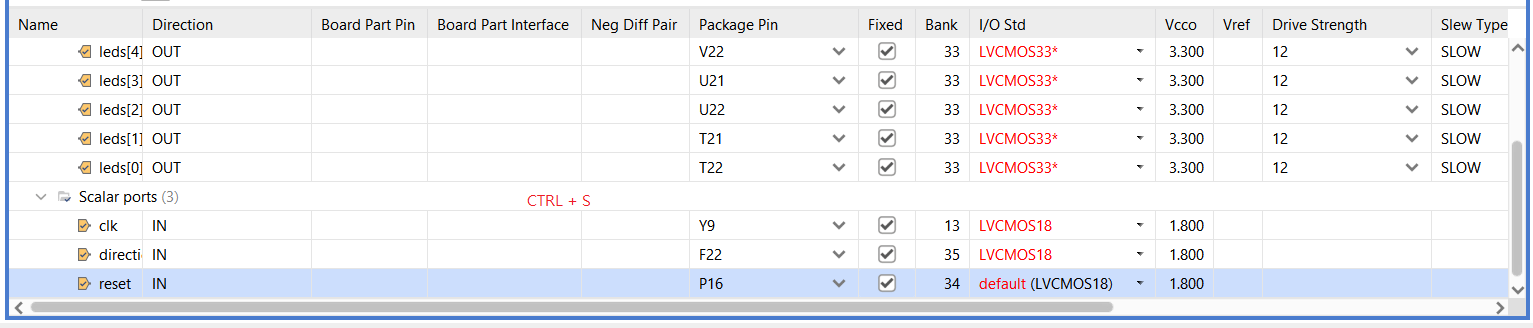 Name Direction Board Part Pin Board Part Interface Neg Diff Pair Package Pin Fixed Bank I/O Std Vcco Vref Drive Strength Slew Type
leds[4] OUT V22 33 LVCMOS33* 3.300 12 SLOW
leds[3] OUT U21 33 LVCMOS33* 3.300 12 SLOW
leds[2] OUT U22 33 LVCMOS33* 3.300 12 SLOW
leds[1] OUT T21 33 LVCMOS33* 3.300 12 SLOW
leds[0] OUT T22 33 LVCMOS33* 3.300 12 SLOW
Scalar ports (3)
CTRL + S
clk IN Y9 13 LVCMOS18 1.800
directi IN F22 35 LVCMOS18 1.800
reset IN P16 34 default (LVCMOS18) 1.800